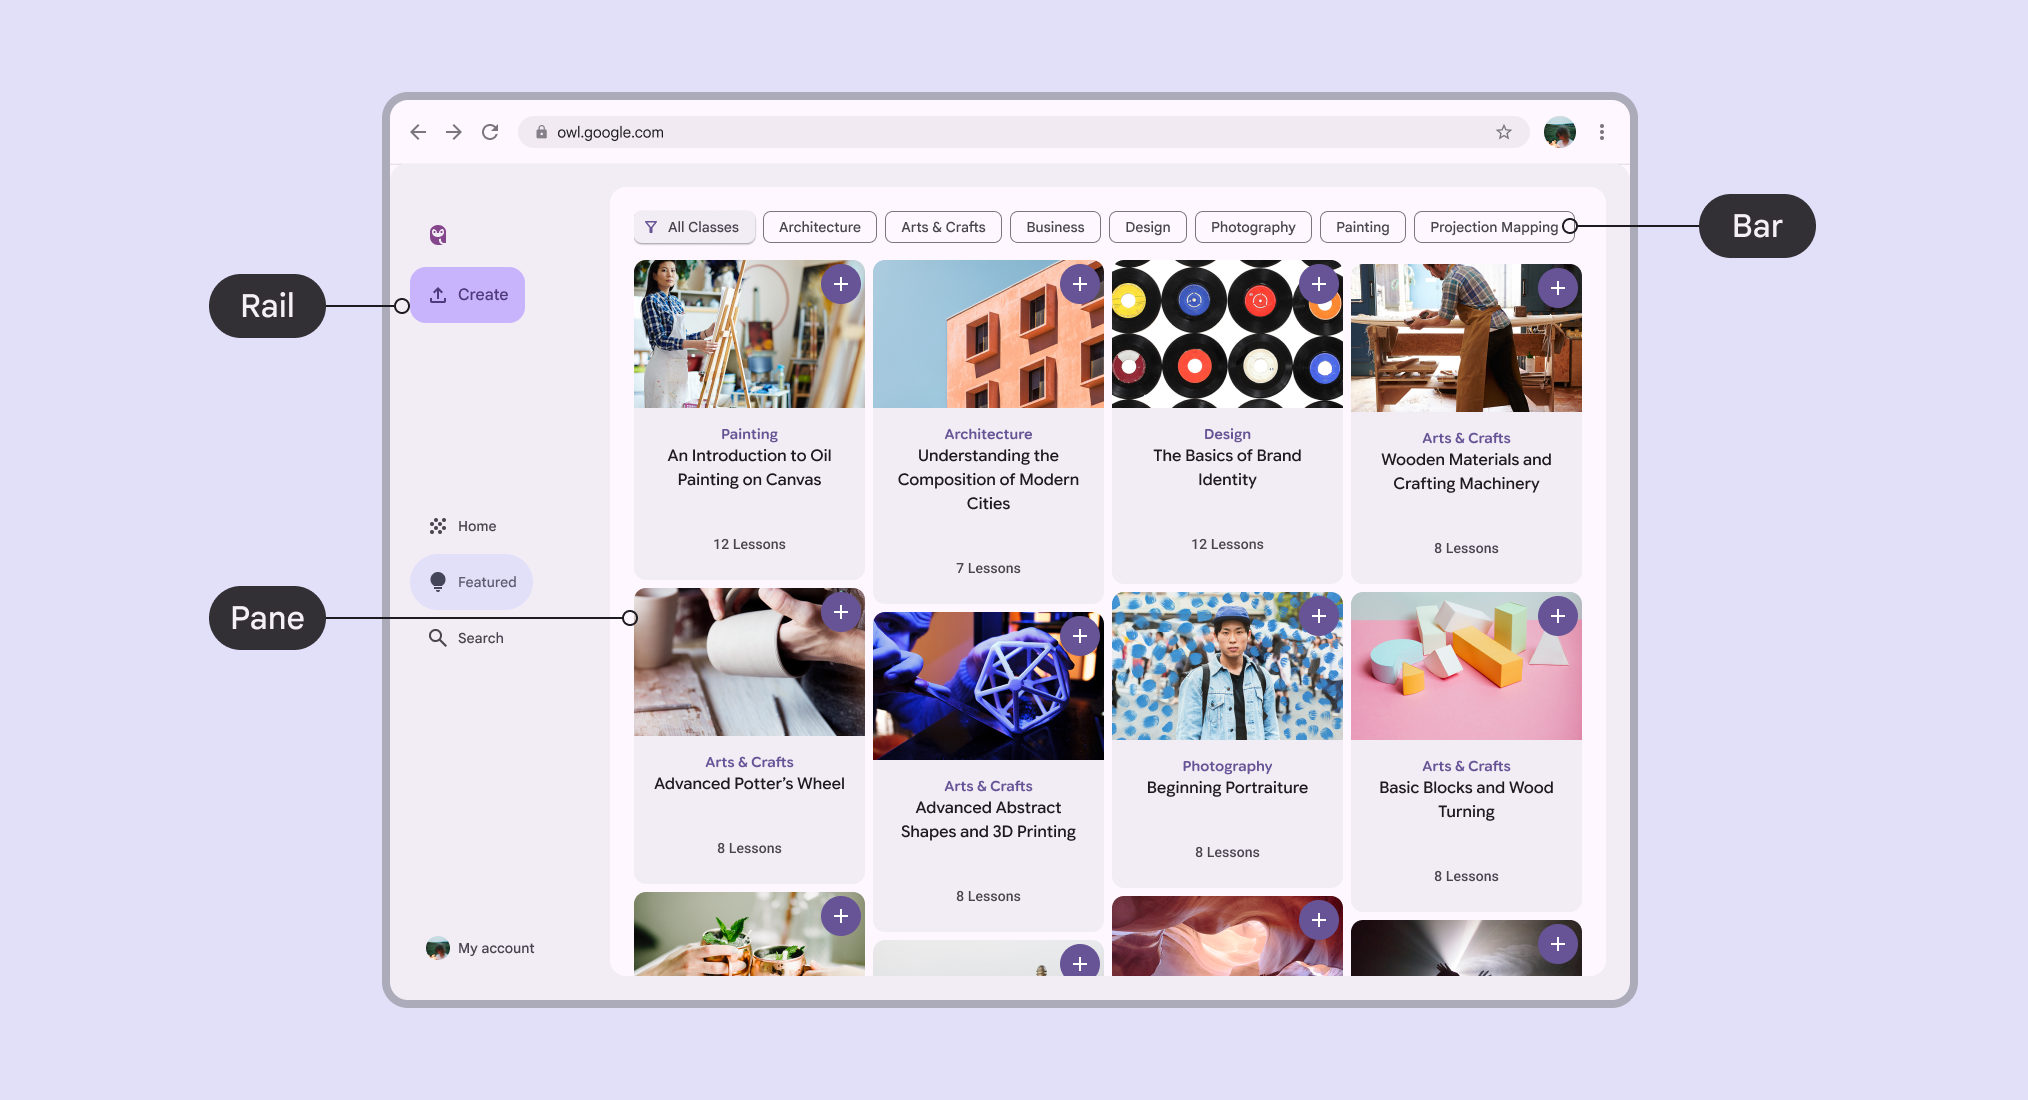 owl.google.com
All Classes
Architecture
Arts & Crafts
Business
Design
Photography
Painting
Projection Mapping
Bar
Rail
Create
Home
Featured
Pane
Search
My account
Painting
An Introduction to Oil
Painting on Canvas
12 Lessons
Architecture
Understanding the
Composition of Modern
Cities
7 Lessons
Design
The Basics of Brand
Identity
12 Lessons
Arts & Crafts
Wooden Materials and
Crafting Machinery
8 Lessons
Arts & Crafts
Advanced Potter’s Wheel
8 Lessons
Arts & Crafts
Advanced Abstract
Shapes and 3D Printing
8 Lessons
Photography
Beginning Portraiture
8 Lessons
Arts & Crafts
Basic Blocks and Wood
Turning
8 Lessons